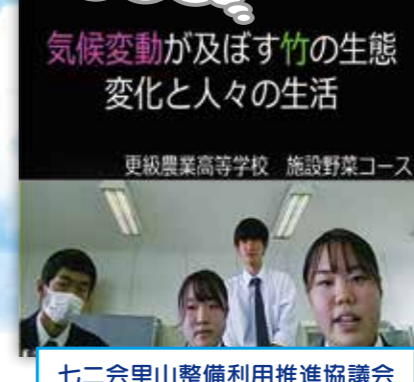 気候変動が及ぼす竹の生態
変化と人々の生活
更級農業高等学校　施設野菜コース
七二会里山整備利用推進協議会